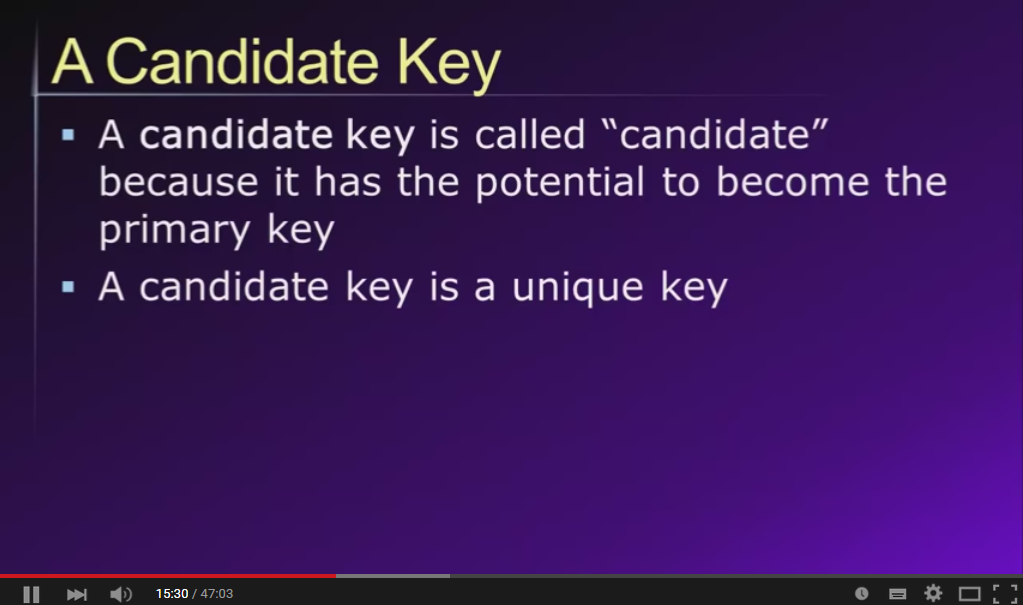 A Candidate Key
A candidate key is called “candidate”
because it has the potential to become the
primary key
A candidate key is a unique key
15:30 / 47:03